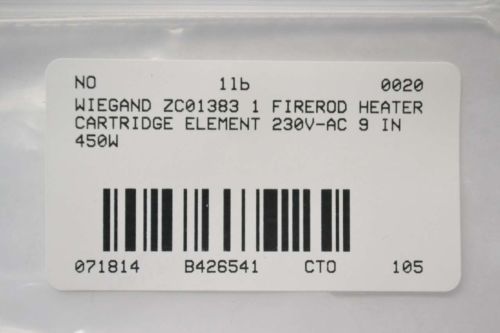 NO 1lb 0020
WIEGAND ZC01383 1 FIREROD HEATER
CARTRIDGE ELEMENT 230V-AC 9 IN
450W
071814 B426541 CTO 105